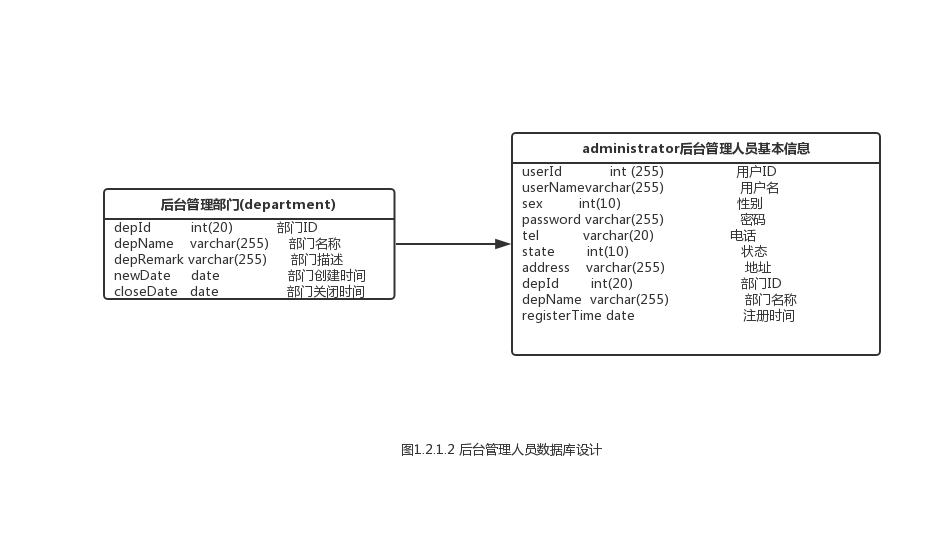 后台管理部门(department)
depId int(20) 部门ID
depName varchar(255) 部门名称
depRemark varchar(255) 部门描述
newDate date 部门创建时间
closeDate date 部门关闭时间
administrator后台管理人员基本信息
userId int (255) 用户ID
userNamevarchar(255) 用户名
sex int(10) 性别
password varchar(255) 密码
tel varchar(20) 电话
state int(10) 状态
address varchar(255) 地址
depId int(20) 部门ID
depName varchar(255) 部门名称
registerTime date 注册时间
图1.2.1.2 后台管理人员数据库设计